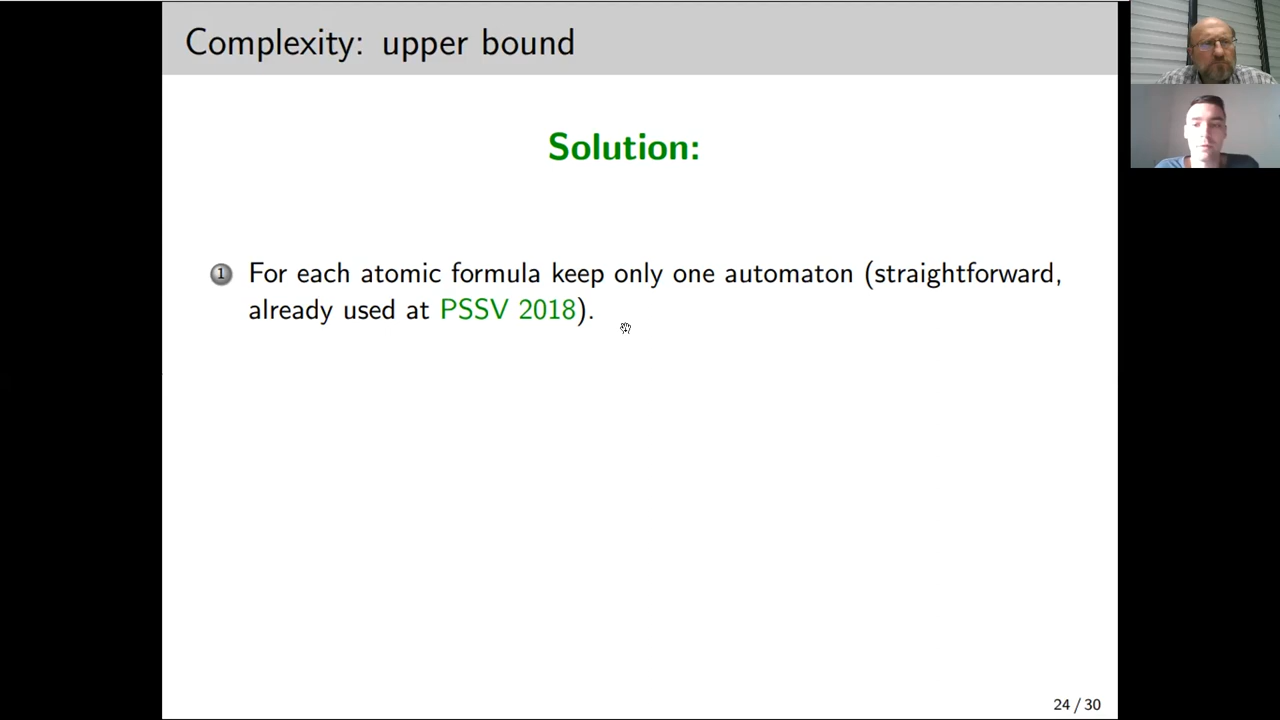 Complexity: upper bound
Solution:
1 For each atomic formula keep only one automaton (straightforward,
already used at PSSV 2018).
24 / 30